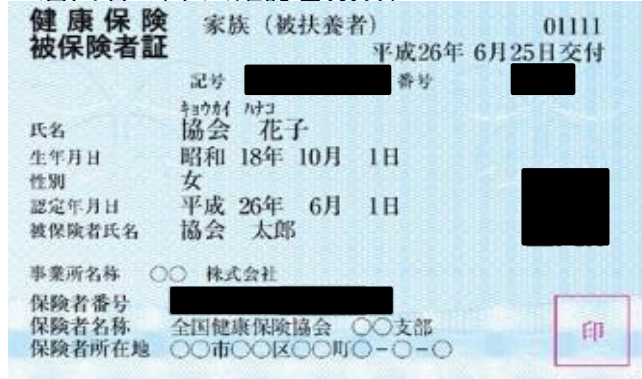 健康保険 家族（被扶養者） 01111
被保険者証 平成26年 6月25日交付
記号 番号
ｷｮｳｶｲ ﾊﾅｺ
氏名 協会 花子
生年月日 昭和 18年 10月 1日
性別 女
認定年月日 平成 26年 6月 1日
被保険者氏名 協会 太郎
事業所名称 ○○ 株式会社
保険者番号
保険者名称 全国健康保険協会 ○○支部
保険者所在地 ○○市○○区○○町○－○－○
印